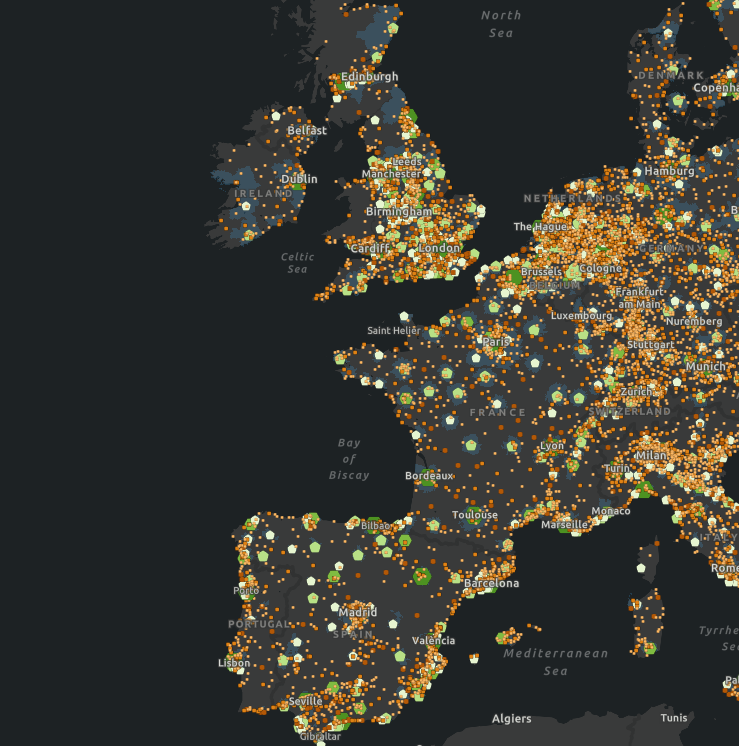 North
Sea
Edinburgh
DENMARK
Copenha
Belfast
Leeds
Manchester
Hamburg
Dublin
IRELAND
NETHERLANDS
Birmingham
B
The Hague
Cardiff
London
GERMANY
Celtic
Sea
Brussels
Cologne
BELGIUM
Frankfurt
am Main
Luxembourg
Nuremberg
Saint Helier
Paris
Stuttgart
Munich
Zurich
FRANCE
SWITZERLAND
Bay
of
Biscay
Lyon
Milan
Turin
Bordeaux
Toulouse
Monaco
Bilbao
Marseille
ITALY
Rome
Porto
Barcelona
Madrid
PORTUGAL
SPAIN
València
Tyrrhe
Sea
Mediterranean
Sea
Lisbon
Pal
Seville
Algiers
Tunis
Gibraltar